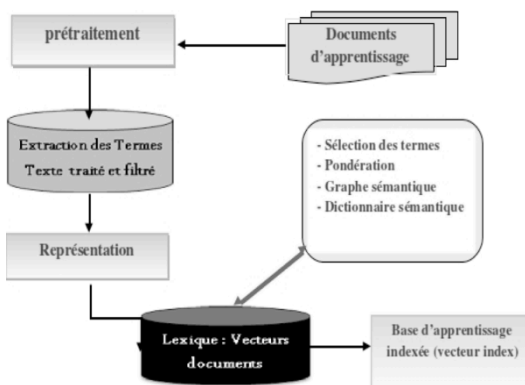 prétraitement
Documents
d'apprentissage
Extraction des Termes
Texte traité et filtré
- Sélection des termes
- Pondération
- Graphe sémantique
- Dictionnaire sémantique
Représentation
Lexique : Vecteurs
documents
Base d'apprentissage
indexée (vecteur index)